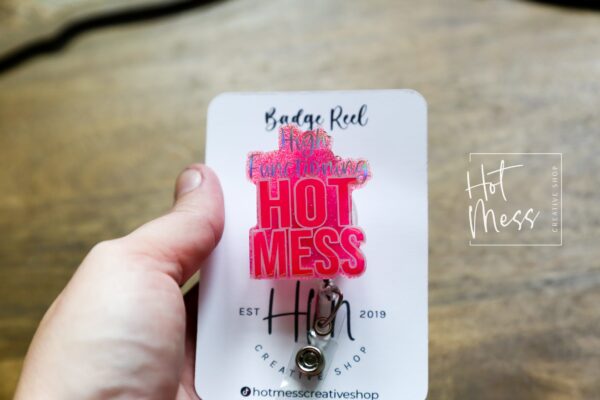 Badge Reel
High
Functioning
HOT
MESS
EST 2019
CREATIVE SHOP
hotmesscreativeshop
Hot
Mess
CREATIVE SHOP